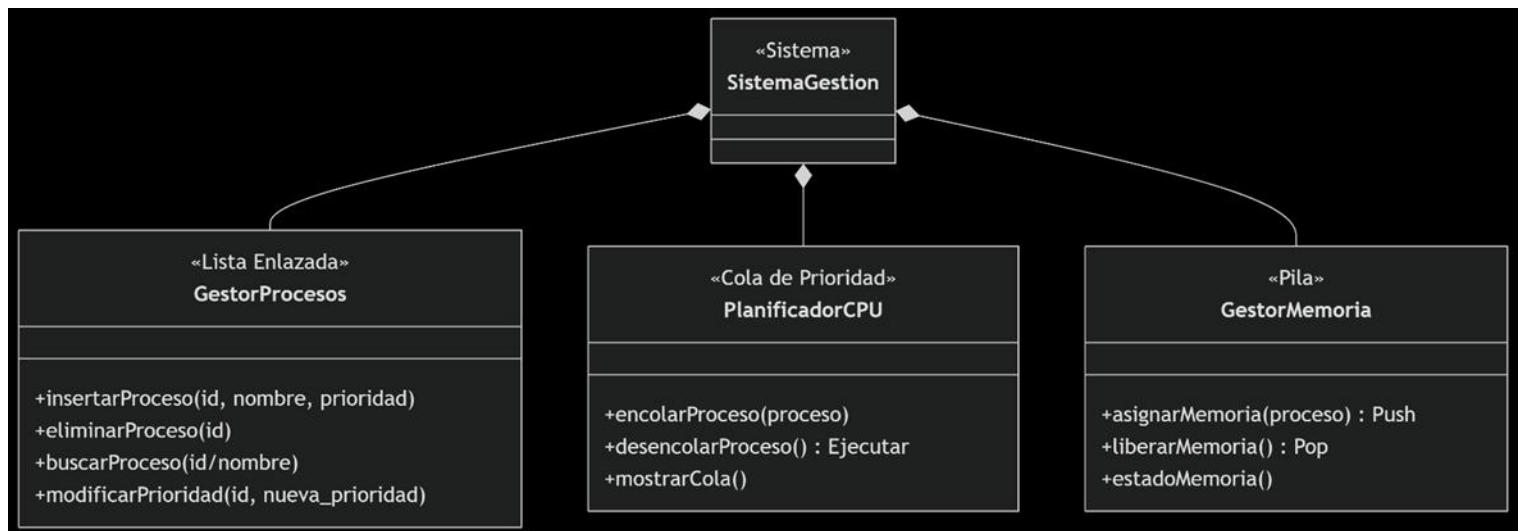 «Sistema»
SistemaGestion
«Lista Enlazada»
GestorProcesos
+insertarProceso(id, nombre, prioridad)
+eliminarProceso(id)
+buscarProceso(id/nombre)
+modificarPrioridad(id, nueva_prioridad)
«Cola de Prioridad»
PlanificadorCPU
+encolarProceso(proceso)
+desencolarProceso() : Ejecutar
+mostrarCola()
«Pila»
GestorMemoria
+asignarMemoria(proceso) : Push
+liberarMemoria() : Pop
+estadoMemoria()